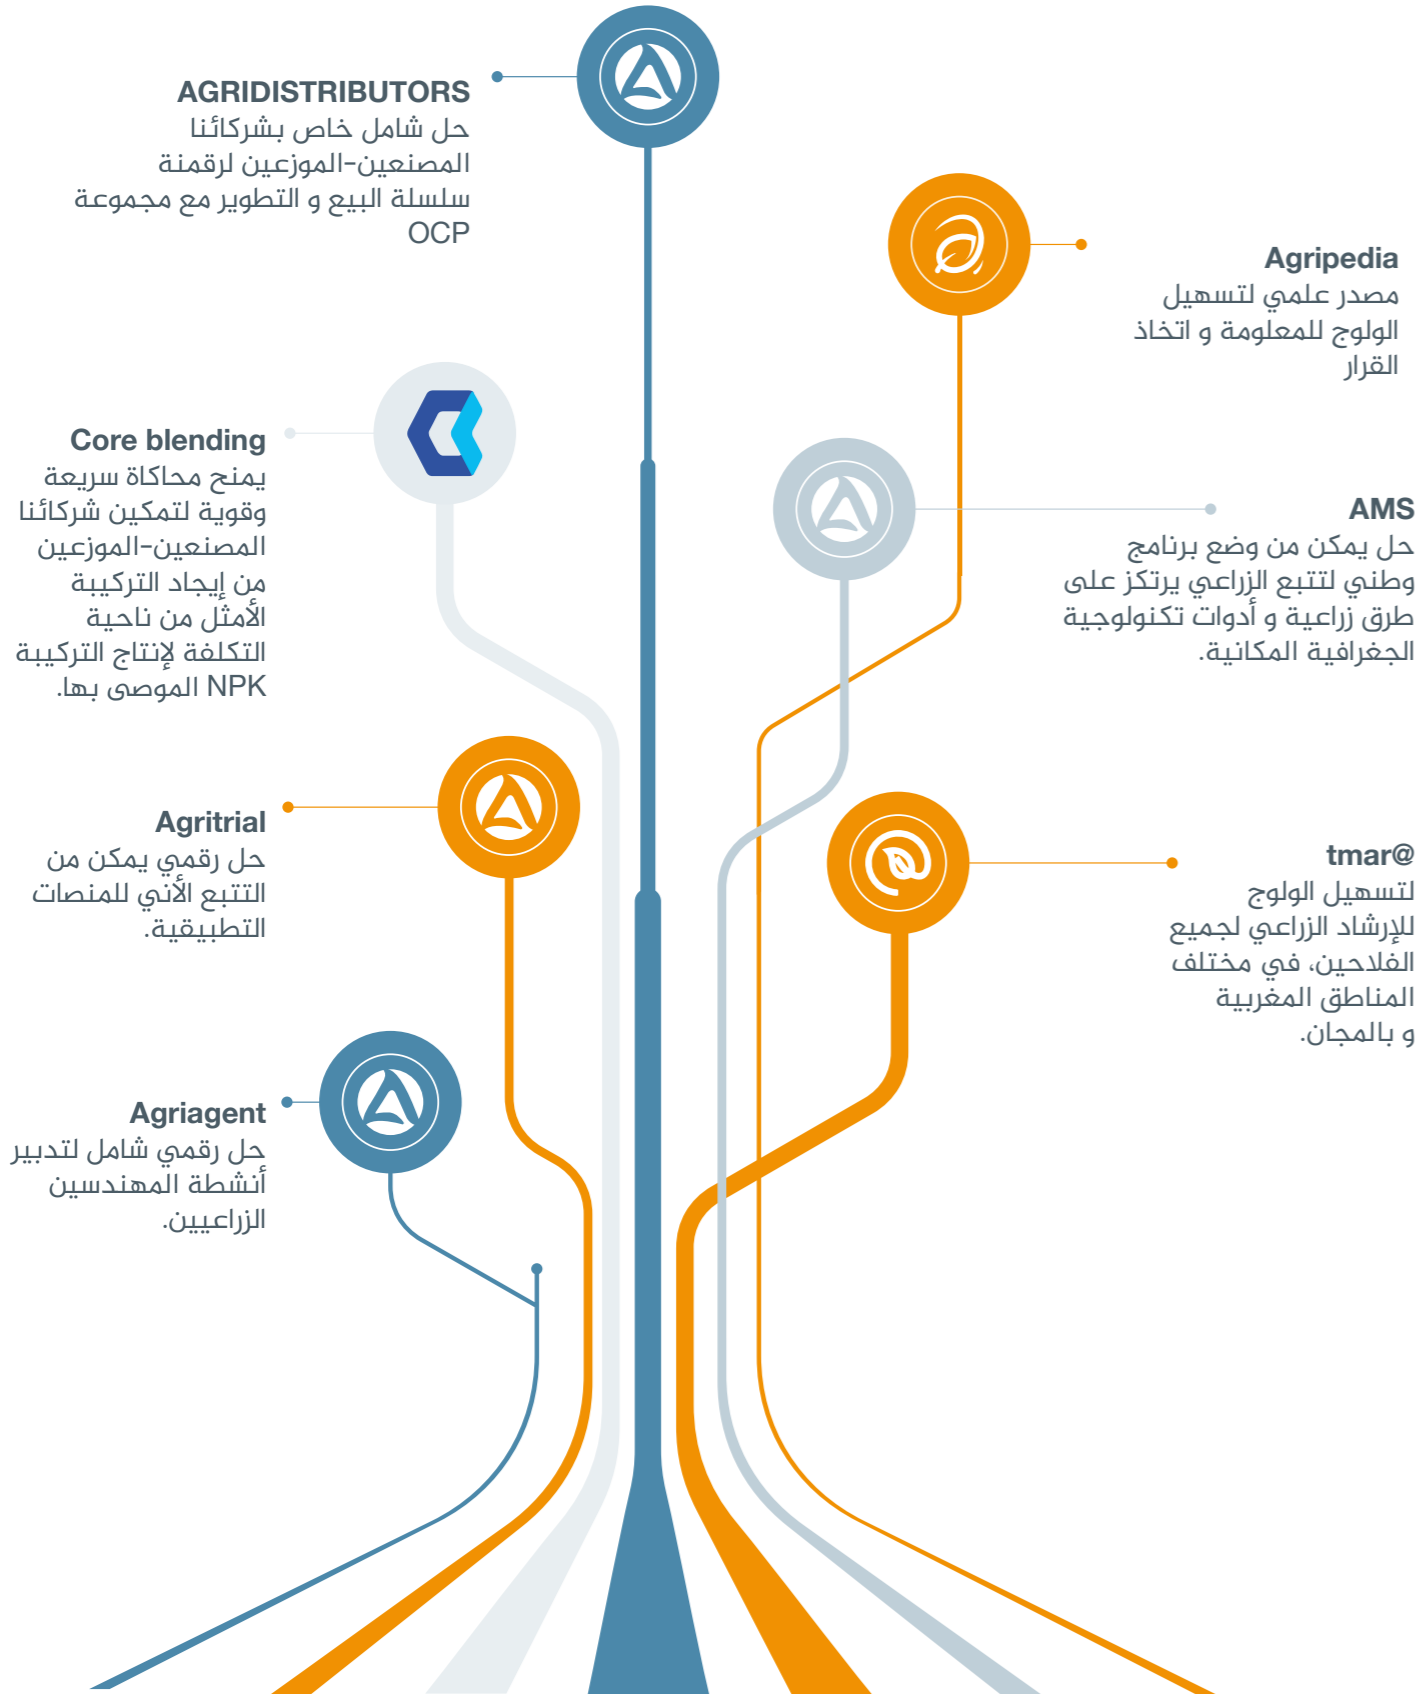 AGRIDISTRIBUTORS
حل شامل خاص بشركائنا
المصنعين-الموزعين لرقمنة
سلسلة البيع و التطوير مع مجموعة
OCP
Agripedia
مصدر علمي لتسهيل
الولوج للمعلومة و اتخاذ
القرار
Core blending
يمنح محاكاة سريعة
وقوية لتمكين شركائنا
المصنعين-الموزعين
من إيجاد التركيبة
الأمثل من ناحية
التكلفة لإنتاج التركيبة
NPK الموصى بها.
AMS
حل يمكن من وضع برنامج
وطني لتتبع الزراعي يرتكز على
طرق زراعية و أدوات تكنولوجية
الجغرافية المكانية.
Agritrial
حل رقمي يمكن من
التتبع الأني للمنصات
التطبيقية.
tmar@
لتسهيل الولوج
للإرشاد الزراعي لجميع
الفلاحين، في مختلف
المناطق المغربية
و بالمجان.
Agriagent
حل رقمي شامل لتدبير
أنشطة المهندسين
الزراعيين.